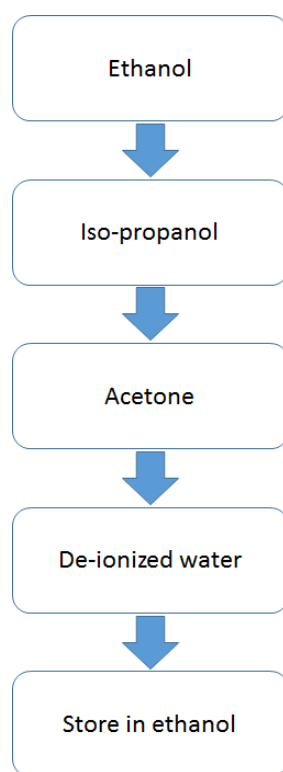 Ethanol
Iso-propanol
Acetone
De-ionized water
Store in ethanol